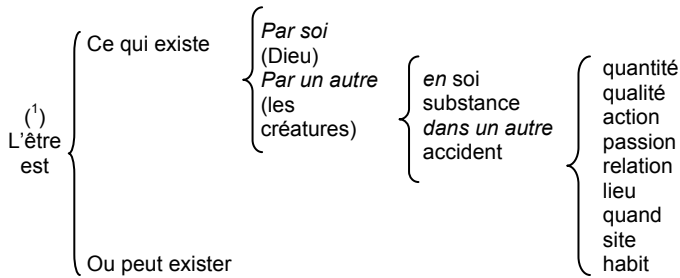 (¹)
L'être
est
Ce qui existe
Ou peut exister
Par soi
(Dieu)
Par un autre
(les
créatures)
en soi
substance
dans un autre
accident
quantité
qualité
action
passion
relation
lieu
quand
site
habit